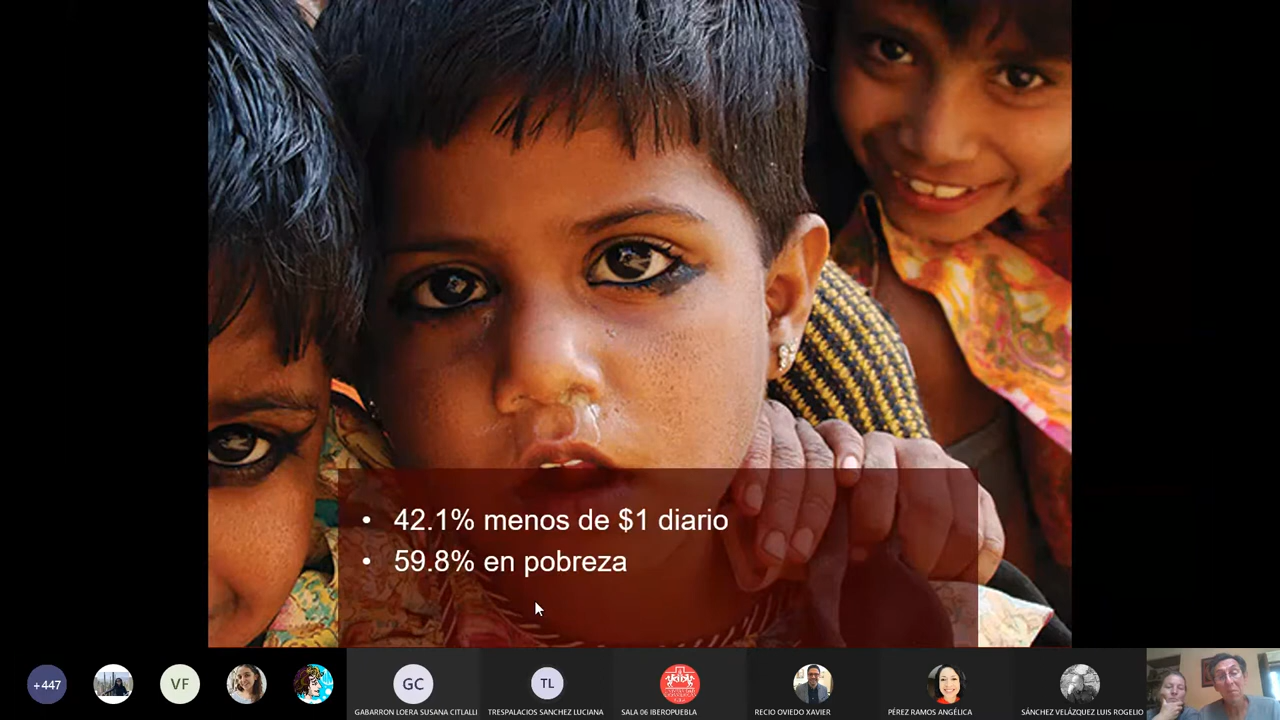 • 42.1% menos de $1 diario
• 59.8% en pobreza
+447
VF
GC
GABARRON LOERA SUSANA CITLALLI
TL
TRESPALACIOS SANCHEZ LUCIANA
SALA 06 IBEROPUEBLA
RECIO OVIEDO XAVIER
PÉREZ RAMOS ANGÉLICA
SÁNCHEZ VELÁZQUEZ LUIS ROGELIO